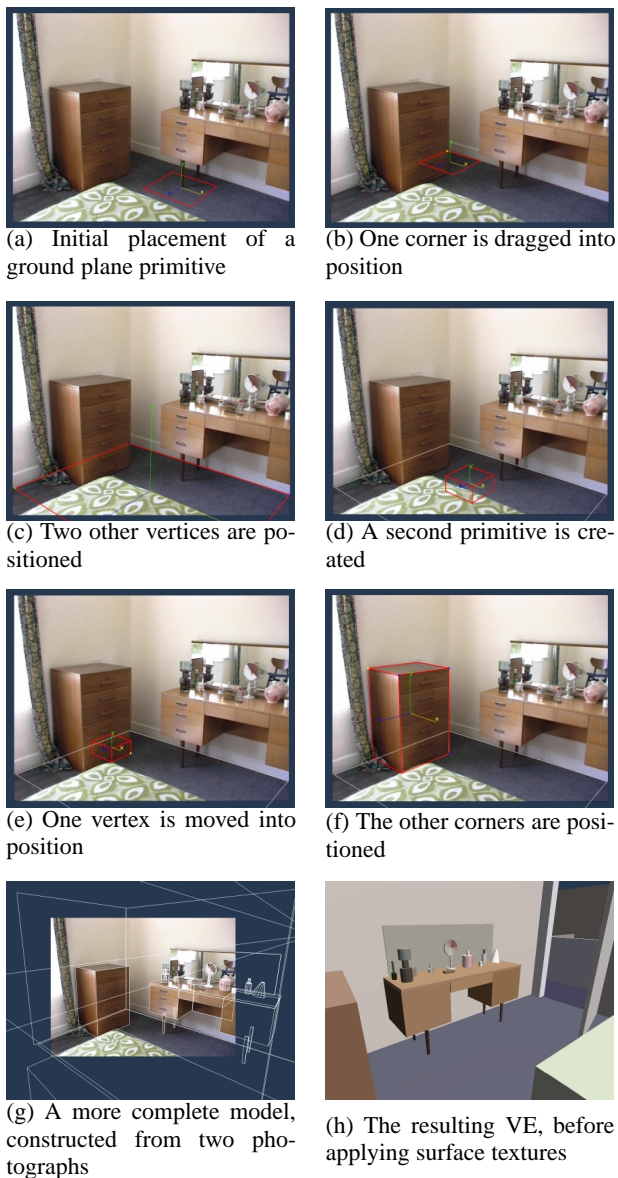 (a) Initial placement of a
ground plane primitive
(b) One corner is dragged into
position
(c) Two other vertices are po-
sitioned
(d) A second primitive is cre-
ated
(e) One vertex is moved into
position
(f) The other corners are posi-
tioned
(g) A more complete model,
constructed from two pho-
tographs
(h) The resulting VE, before
applying surface textures